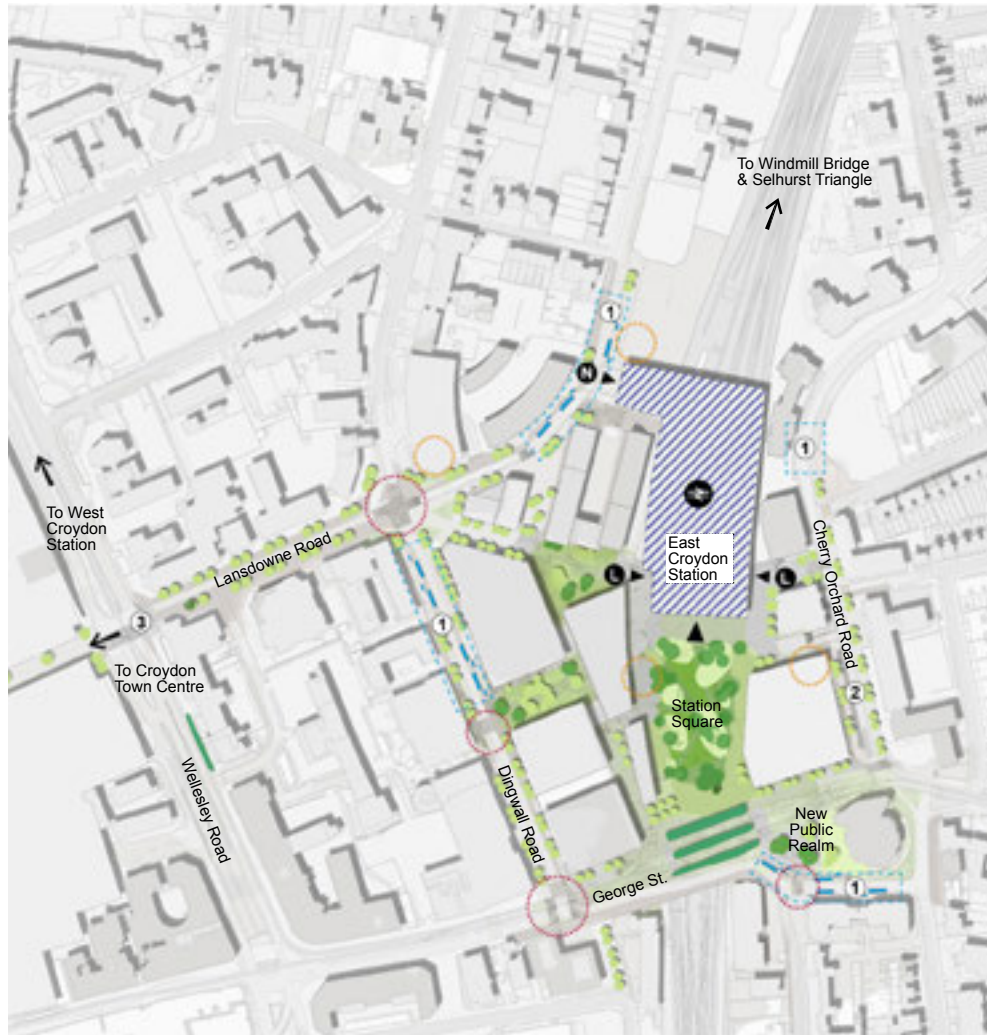 To Windmill Bridge
& Selhurst Triangle
1
N
1
To West
Croydon
Station
Lansdowne Road
East
Croydon
Station
L
L
Cherry Orchard Road
3
1
To Croydon
Town Centre
Station
Square
2
Wellesley Road
Dingwall Road
New
Public
Realm
George St.
1